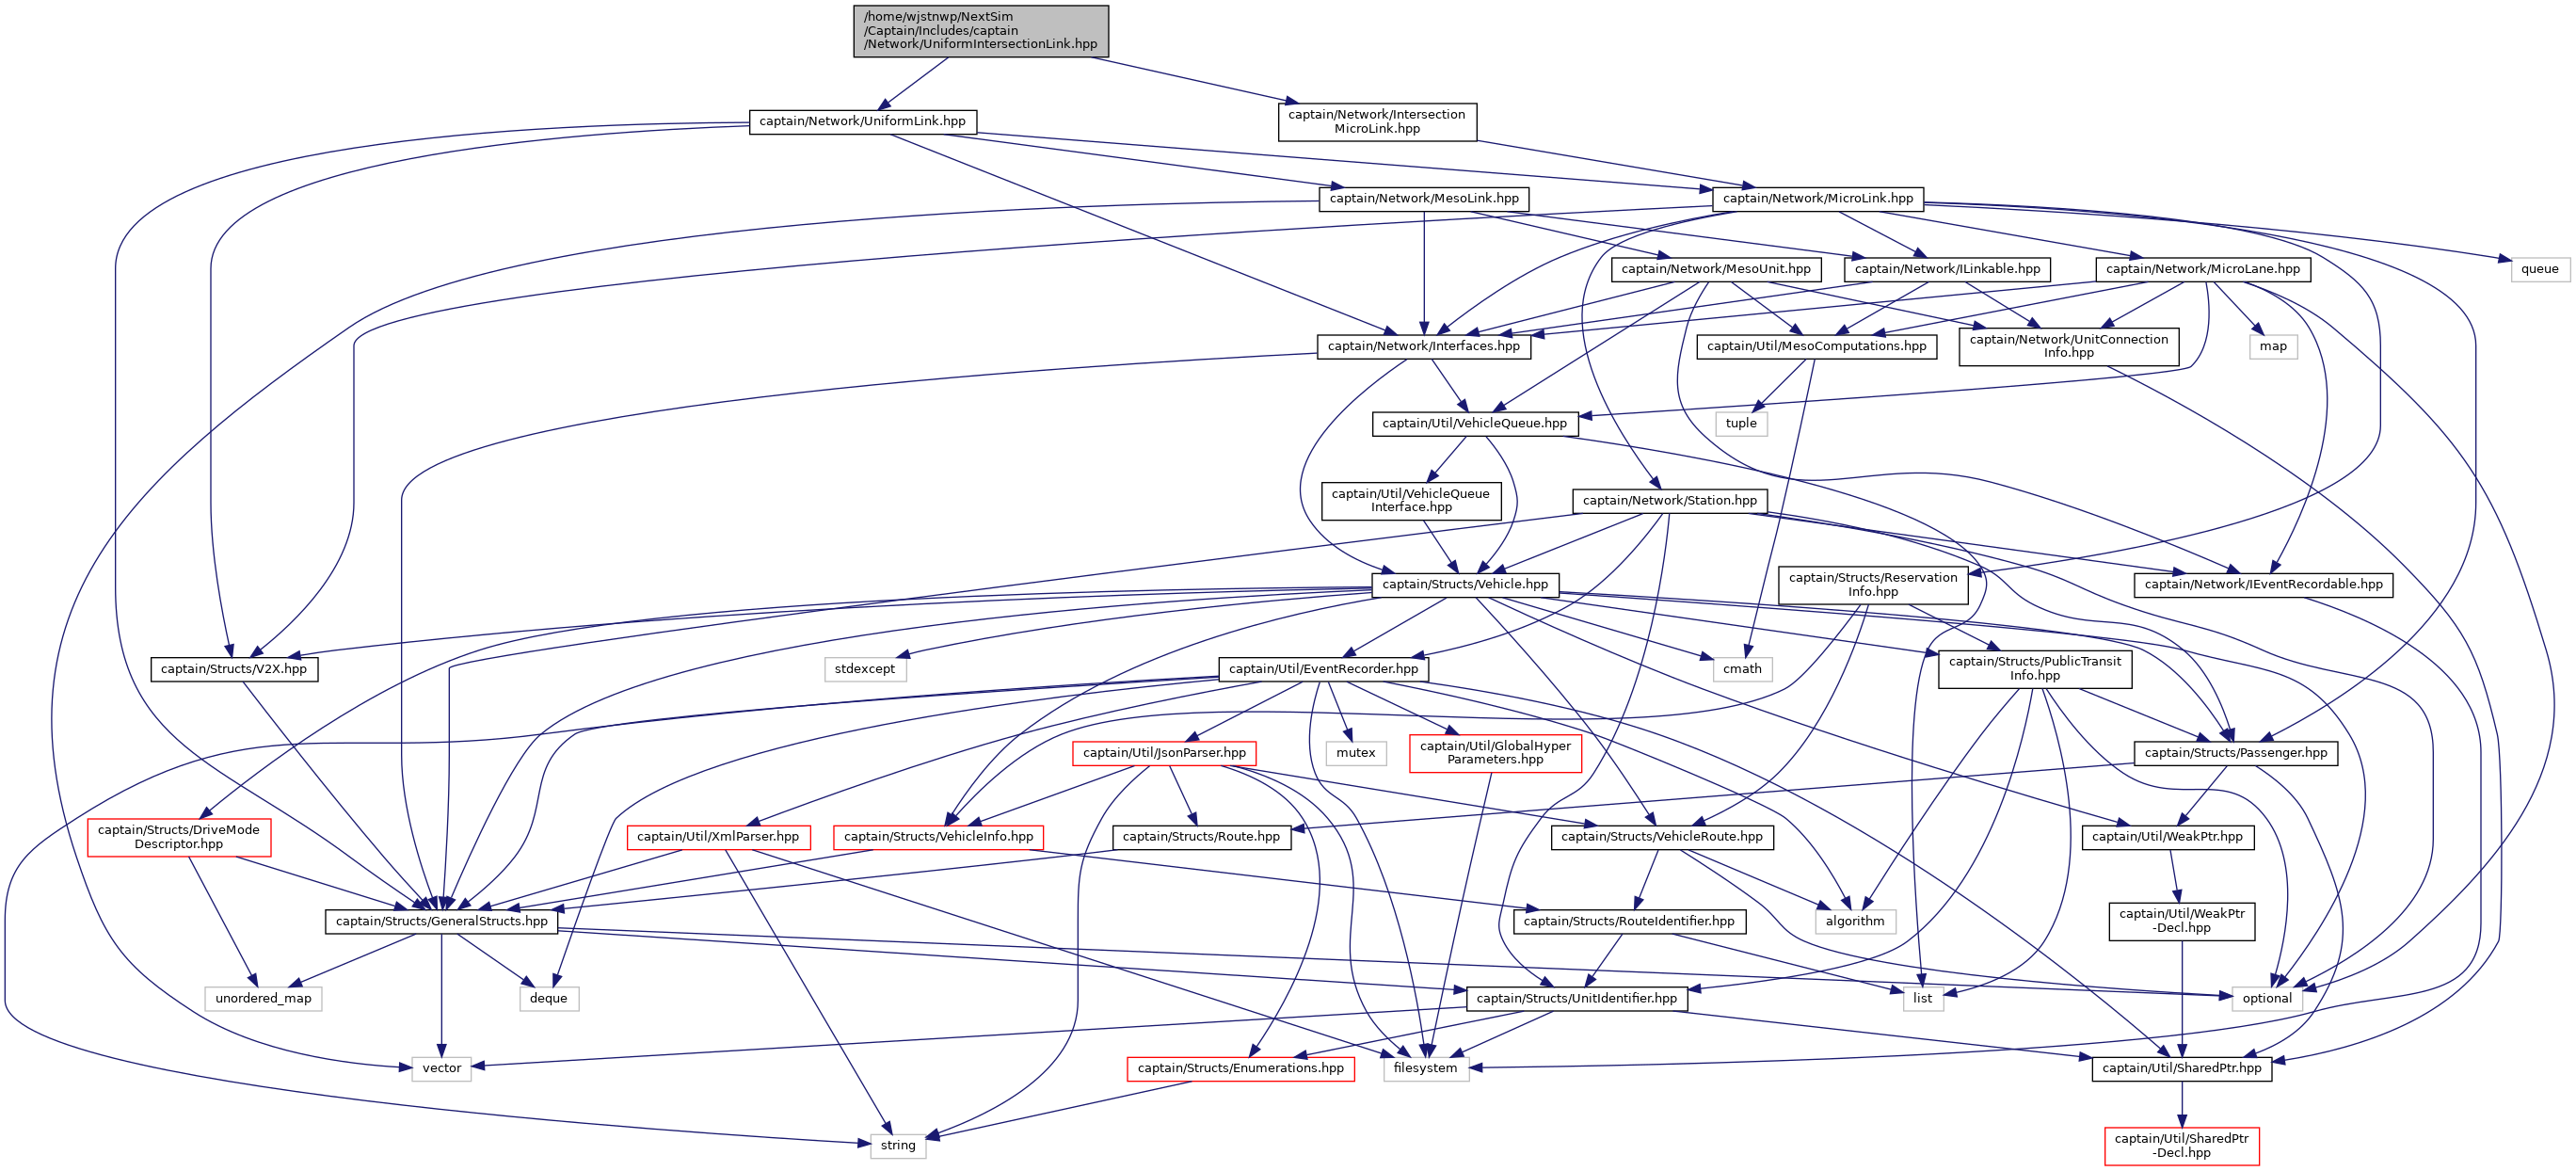 /home/wjstnwp/NextSim
/Captain/Includes/captain
/Network/UniformIntersectionLink.hpp
captain/Network/UniformLink.hpp
captain/Network/Intersection
MicroLink.hpp
captain/Network/MesoLink.hpp
captain/Network/MicroLink.hpp
captain/Network/MesoUnit.hpp
captain/Network/ILinkable.hpp
captain/Network/MicroLane.hpp
queue
captain/Network/Interfaces.hpp
captain/Util/MesoComputations.hpp
captain/Network/UnitConnection
Info.hpp
map
captain/Util/VehicleQueue.hpp
tuple
captain/Util/VehicleQueue
Interface.hpp
captain/Network/Station.hpp
captain/Structs/Vehicle.hpp
captain/Structs/Reservation
Info.hpp
captain/Network/IEventRecordable.hpp
captain/Structs/V2X.hpp
stdexcept
captain/Util/EventRecorder.hpp
cmath
captain/Structs/PublicTransit
Info.hpp
captain/Util/JsonParser.hpp
mutex
captain/Util/GlobalHyper
Parameters.hpp
captain/Structs/Passenger.hpp
captain/Structs/DriveMode
Descriptor.hpp
captain/Util/XmlParser.hpp
captain/Structs/VehicleInfo.hpp
captain/Structs/Route.hpp
captain/Structs/VehicleRoute.hpp
captain/Util/WeakPtr.hpp
captain/Structs/GeneralStructs.hpp
captain/Structs/RouteIdentifier.hpp
algorithm
captain/Util/WeakPtr
-Decl.hpp
unordered_map
deque
captain/Structs/UnitIdentifier.hpp
list
optional
vector
captain/Structs/Enumerations.hpp
filesystem
captain/Util/SharedPtr.hpp
string
captain/Util/SharedPtr
-Decl.hpp